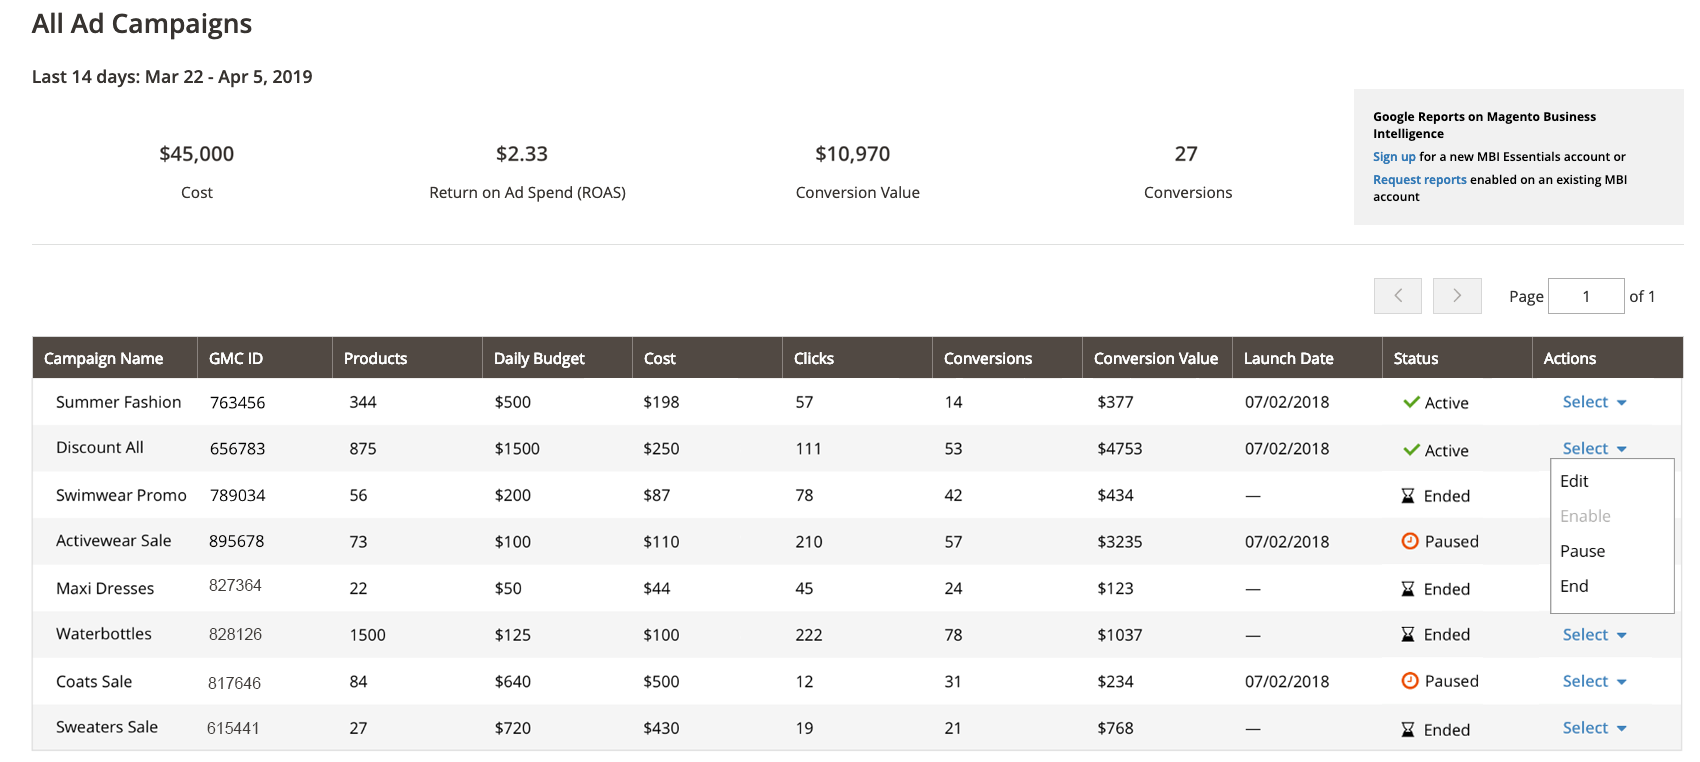 All Ad Campaigns
Last 14 days: Mar 22 - Apr 5, 2019
$45,000
Cost
$2.33
Return on Ad Spend (ROAS)
$10,970
Conversion Value
27
Conversions
Google Reports on Magento Business
Intelligence
Sign up for a new MBI Essentials account or
Request reports enabled on an existing MBI
account
Page 1 of 1
Campaign Name GMC ID Products Daily Budget Cost Clicks Conversions Conversion Value Launch Date Status Actions
Summer Fashion 763456 344 $500 $198 57 14 $377 07/02/2018 Active Select
Discount All 656783 875 $1500 $250 111 53 $4753 07/02/2018 Active Select
Edit
Enable
Pause
End
Swimwear Promo 789034 56 $200 $87 78 42 $434 — Ended
Activewear Sale 895678 73 $100 $110 210 57 $3235 07/02/2018 Paused
Maxi Dresses 827364 22 $50 $44 45 24 $123 — Ended
Waterbottles 828126 1500 $125 $100 222 78 $1037 — Ended Select
Coats Sale 817646 84 $640 $500 12 31 $234 07/02/2018 Paused Select
Sweaters Sale 615441 27 $720 $430 19 21 $768 — Ended Select